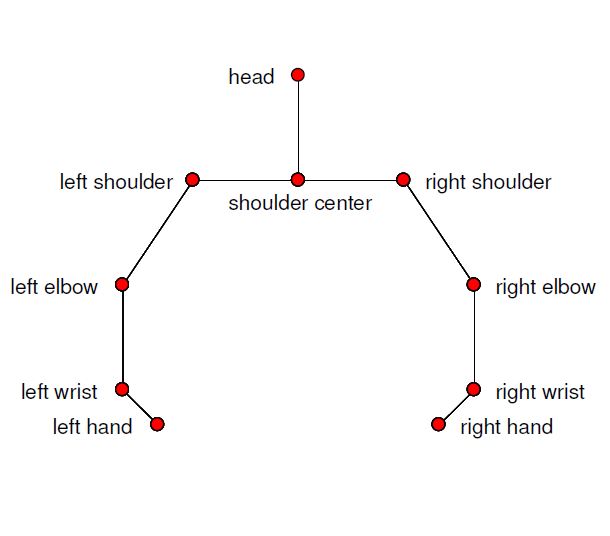 head
left shoulder
right shoulder
shoulder center
left elbow
right elbow
left wrist
right wrist
left hand
right hand